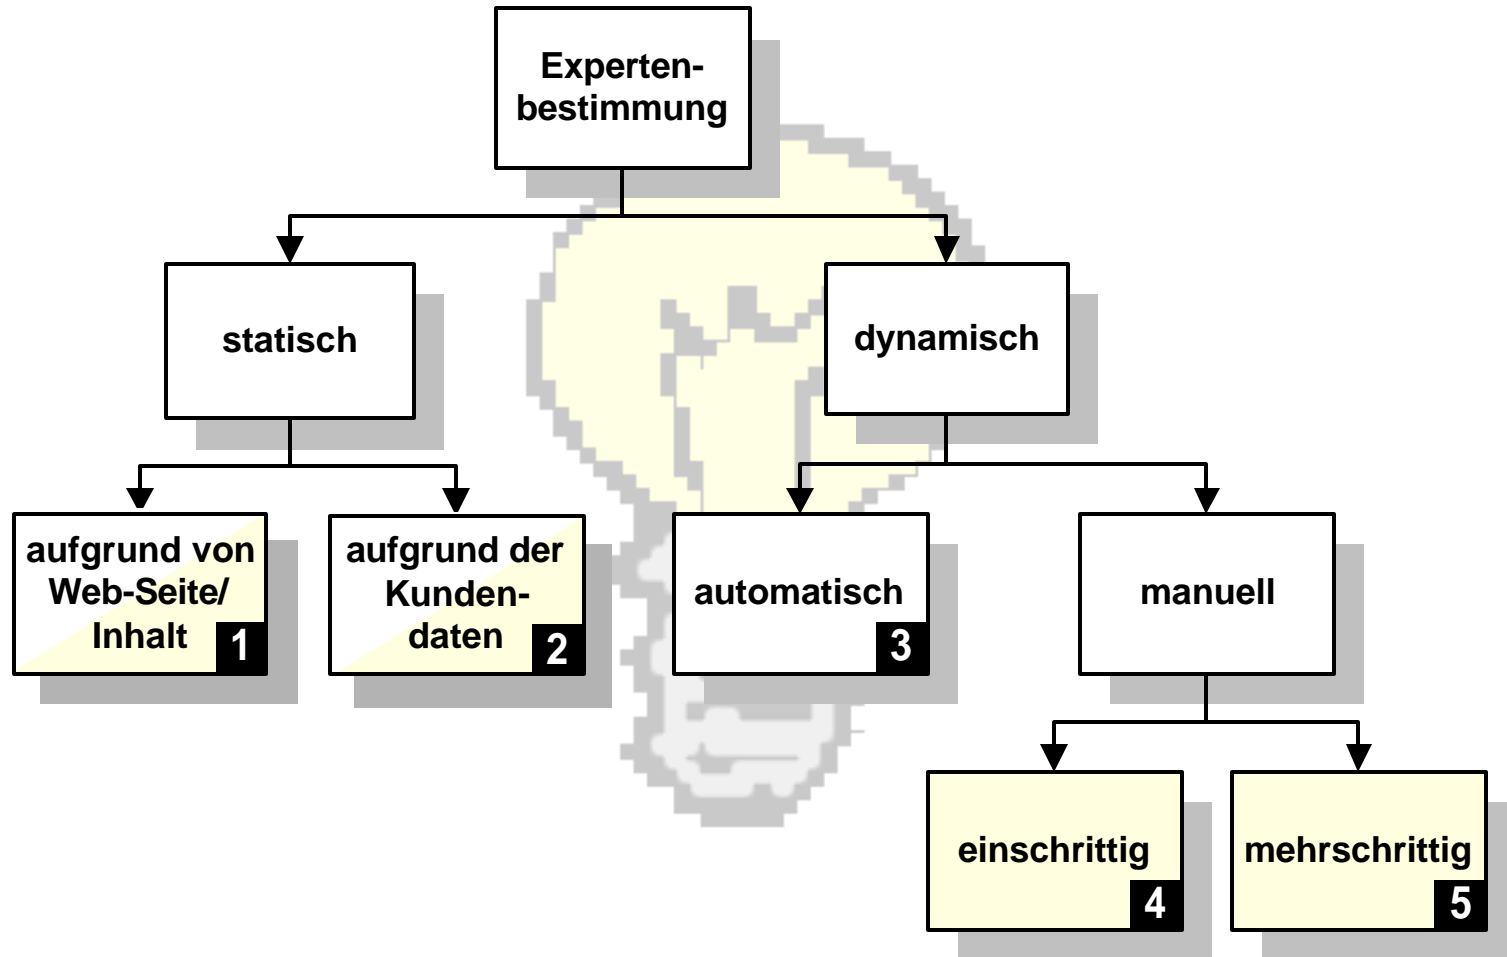 Experten-
bestimmung
statisch
dynamisch
aufgrund von
Web-Seite/
Inhalt
1
aufgrund der
Kunden-
daten
2
automatisch
3
manuell
einschrittig
4
mehrschrittig
5